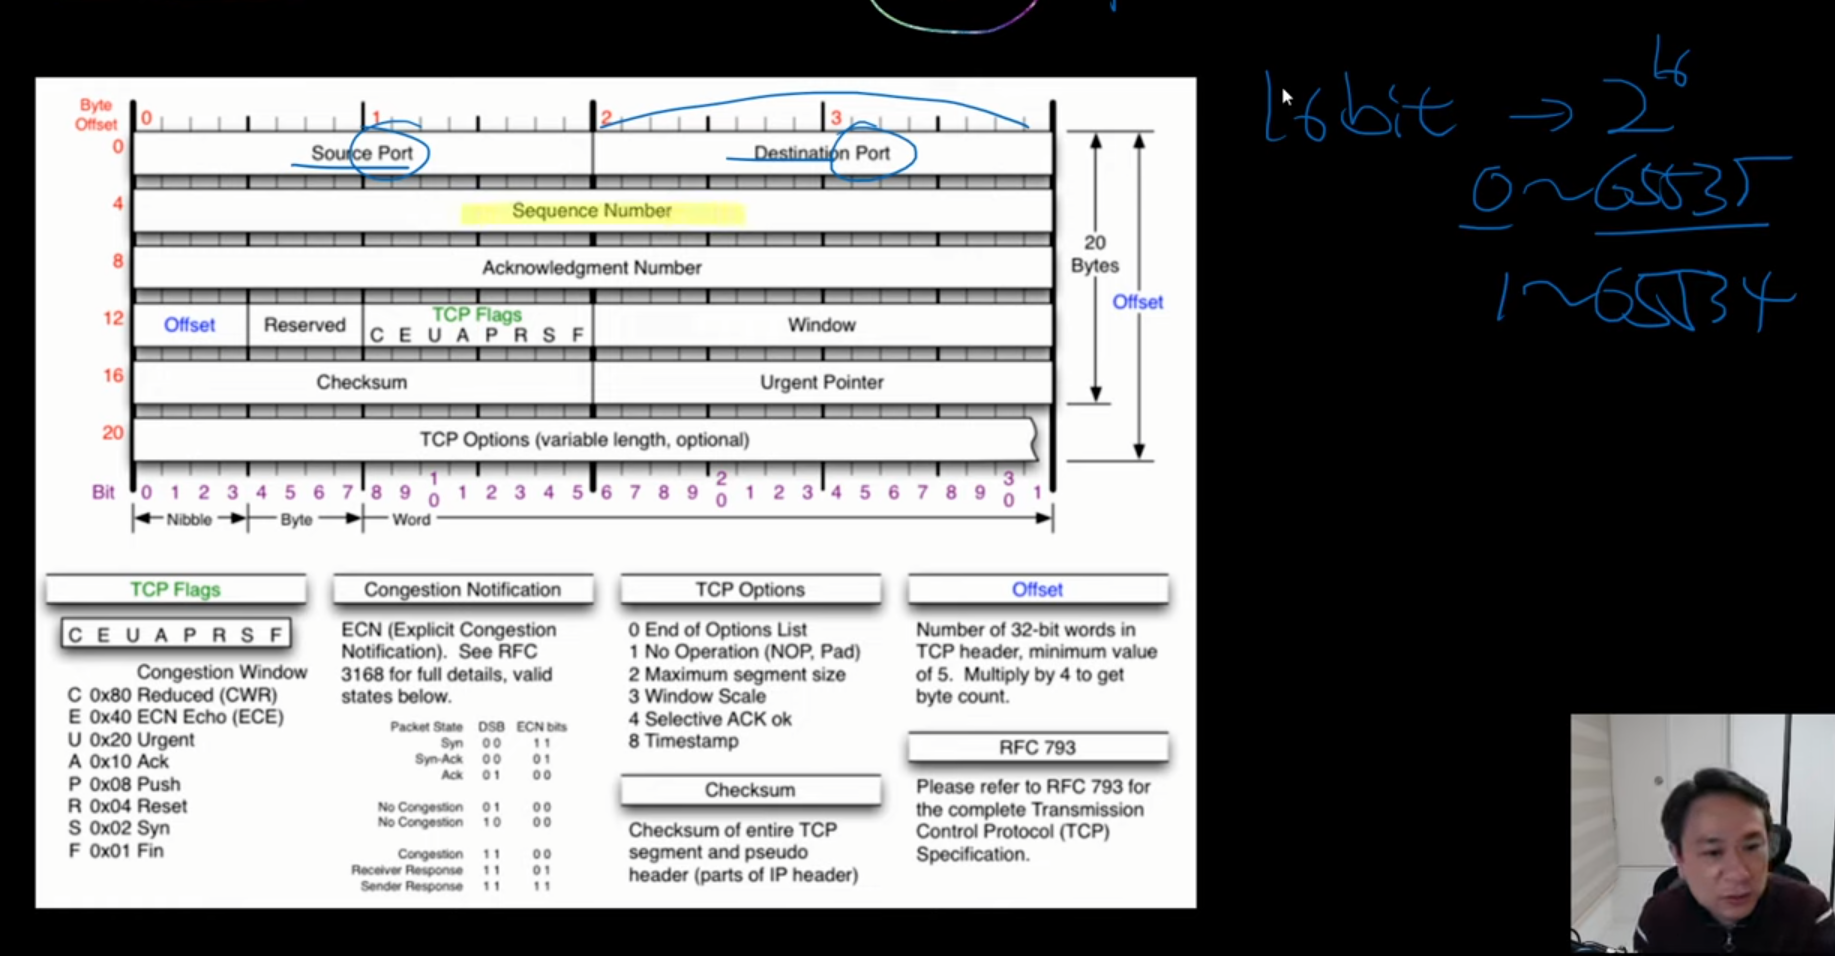 16bit → 2^16
0 ~ 65535
1 ~ 65534
Byte Offset
0 1 2 3
0 Source Port Destination Port
4 Sequence Number
8 Acknowledgment Number
12 Offset Reserved TCP Flags Window
C E U A P R S F
16 Checksum Urgent Pointer
20 TCP Options (variable length, optional)
20 Bytes
Offset
Bit 0 1 2 3 4 5 6 7 8 9 10 1 2 3 4 5 6 7 8 9 20 1 2 3 4 5 6 7 8 9 30 1
Nibble Byte Word
TCP Flags
C E U A P R S F
Congestion Window
C 0x80 Reduced (CWR)
E 0x40 ECN Echo (ECE)
U 0x20 Urgent
A 0x10 Ack
P 0x08 Push
R 0x04 Reset
S 0x02 Syn
F 0x01 Fin
Congestion Notification
ECN (Explicit Congestion
Notification). See RFC
3168 for full details, valid
states below.
Packet State DSB ECN bits
Syn 0 0 1 1
Syn-Ack 0 0 0 1
Ack 0 1 0 0
No Congestion 0 1 0 0
No Congestion 1 0 0 0
Congestion 1 1 0 0
Receiver Response 1 1 0 1
Sender Response 1 1 1 1
TCP Options
0 End of Options List
1 No Operation (NOP, Pad)
2 Maximum segment size
3 Window Scale
4 Selective ACK ok
8 Timestamp
Checksum
Checksum of entire TCP
segment and pseudo
header (parts of IP header)
Offset
Number of 32-bit words in
TCP header, minimum value
of 5. Multiply by 4 to get
byte count.
RFC 793
Please refer to RFC 793 for
the complete Transmission
Control Protocol (TCP)
Specification.